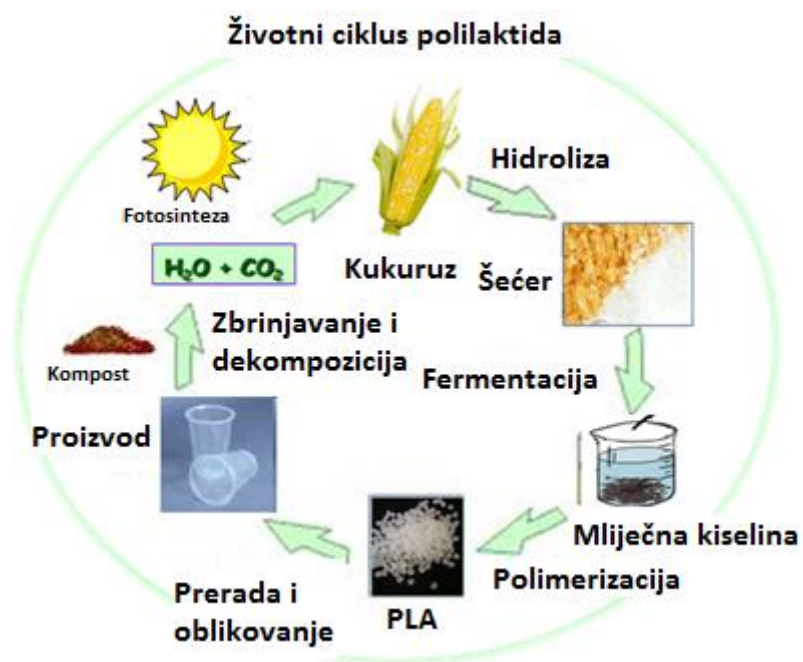 Životni ciklus polilaktida
Fotosinteza
H₂O + CO₂
Kukuruz
Hidroliza
Šećer
Fermentacija
Mliječna kiselina
Polimerizacija
PLA
Prerada i
oblikovanje
Proizvod
Kompost
Zbrinjavanje i
dekompozicija